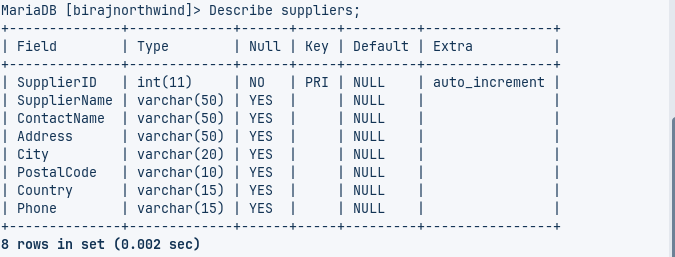 MariaDB [birajnorthwind]> Describe suppliers;
+--------------+-------------+------+-----+---------+----------------+
| Field        | Type        | Null | Key | Default | Extra          |
+--------------+-------------+------+-----+---------+----------------+
| SupplierID   | int(11)     | NO   | PRI | NULL    | auto_increment |
| SupplierName | varchar(50) | YES  |     | NULL    |                |
| ContactName  | varchar(50) | YES  |     | NULL    |                |
| Address      | varchar(50) | YES  |     | NULL    |                |
| City         | varchar(20) | YES  |     | NULL    |                |
| PostalCode   | varchar(10) | YES  |     | NULL    |                |
| Country      | varchar(15) | YES  |     | NULL    |                |
| Phone        | varchar(15) | YES  |     | NULL    |                |
+--------------+-------------+------+-----+---------+----------------+
8 rows in set (0.002 sec)